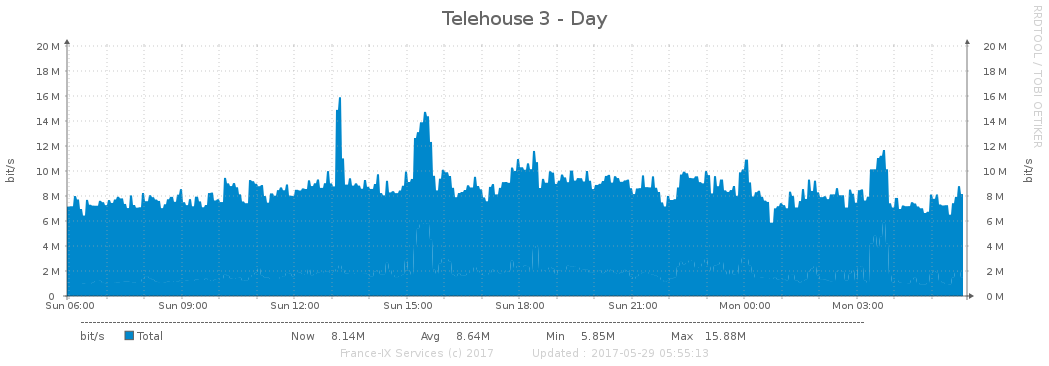 Telehouse 3 - Day
RRDTOOL / TOBI OETIKER
bit/s
bit/s
20 M 20 M
18 M 18 M
16 M 16 M
14 M 14 M
12 M 12 M
10 M 10 M
8 M 8 M
6 M 6 M
4 M 4 M
2 M 2 M
0 0 M
Sun 06:00 Sun 09:00 Sun 12:00 Sun 15:00 Sun 18:00 Sun 21:00 Mon 00:00 Mon 03:00
bit/s Total Now 8.14M Avg 8.64M Min 5.85M Max 15.88M
France-IX Services (c) 2017 Updated : 2017-05-29 05:55:13